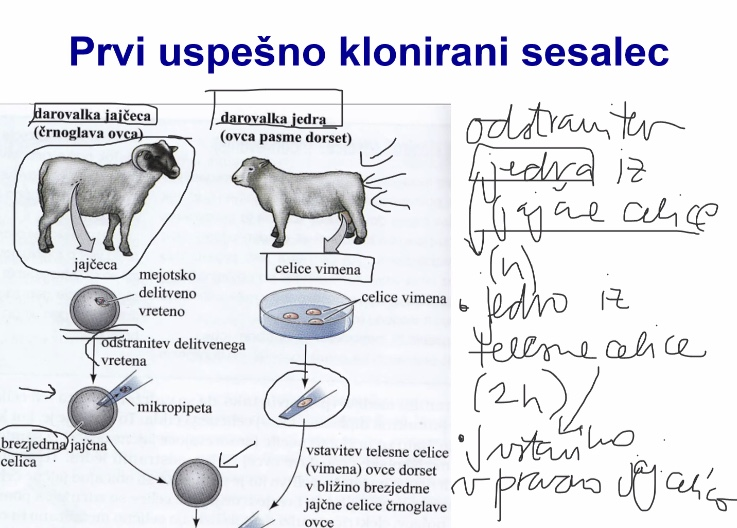 Prvi uspešno klonirani sesalec
darovalka jajčeca
(črnoglava ovca)
darovalka jedra
(ovca pasme dorset)
jajčeca
celice vimena
mejotsko
delitveno
vreteno
celice vimena
odstranitev delitvenega
vretena
mikropipeta
brezjedrna jajčna
celica
vstavitev telesne celice
(vimena) ovce dorset
v bližino brezjedrne
jajčne celice črnoglave
ovce
odstranitev
jedra iz
jajčne celice
(n)
• jedro iz
telesne celice
(2n)
• J vstavimo
v prazno jaj celico